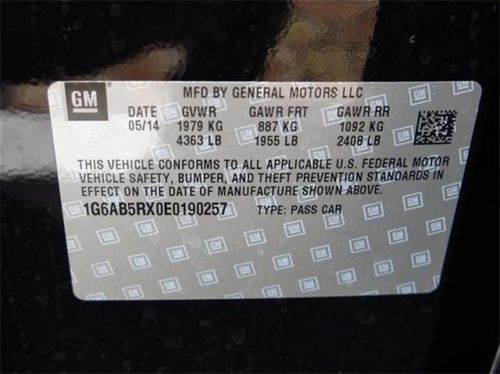 GM
MFD BY GENERAL MOTORS LLC
DATE GVWR GAWR FRT GAWR RR
05/14 1979 KG 887 KG 1092 KG
4363 LB 1955 LB 2408 LB
THIS VEHICLE CONFORMS TO ALL APPLICABLE U.S. FEDERAL MOTOR
VEHICLE SAFETY, BUMPER, AND THEFT PREVENTION STANDARDS IN
EFFECT ON THE DATE OF MANUFACTURE SHOWN ABOVE.
1G6AB5RX0E0190257 TYPE: PASS CAR